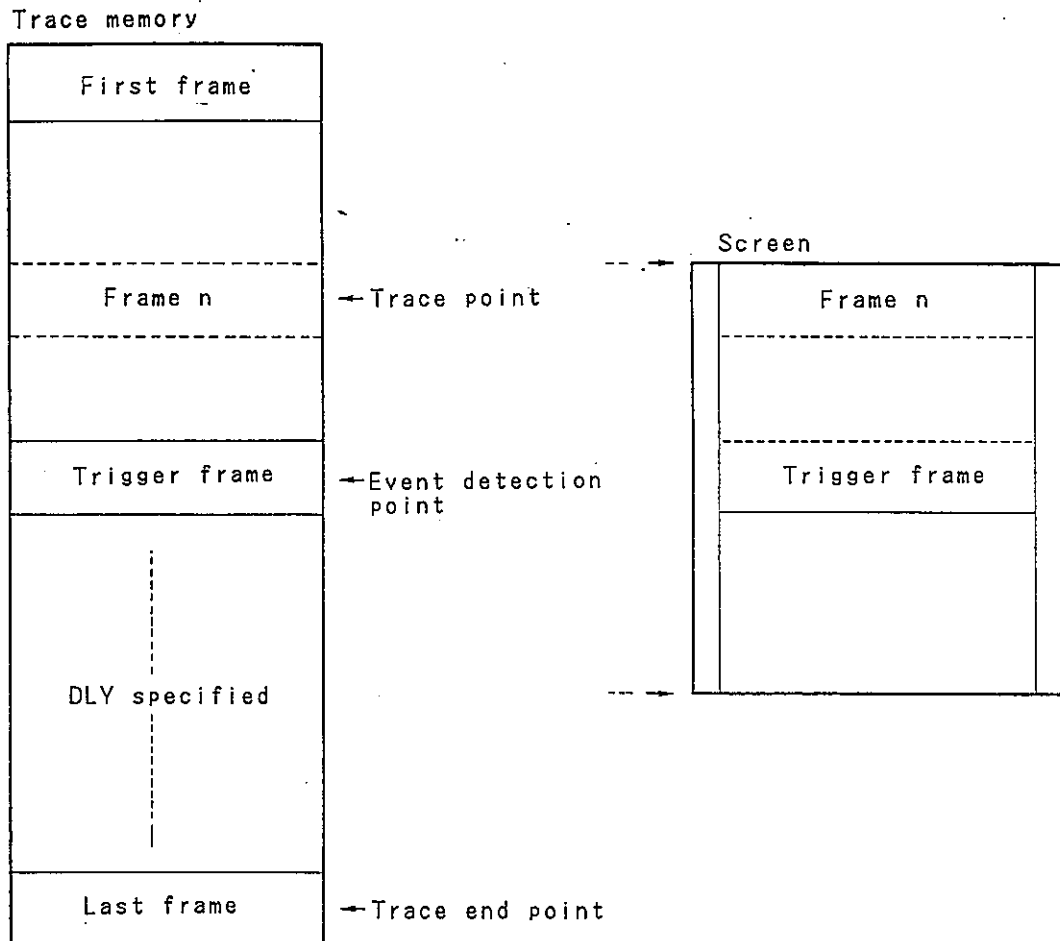 Trace memory
First frame
Frame n
Trace point
Trigger frame
Event detection
point
DLY specified
Last frame
Trace end point
Screen
Frame n
Trigger frame